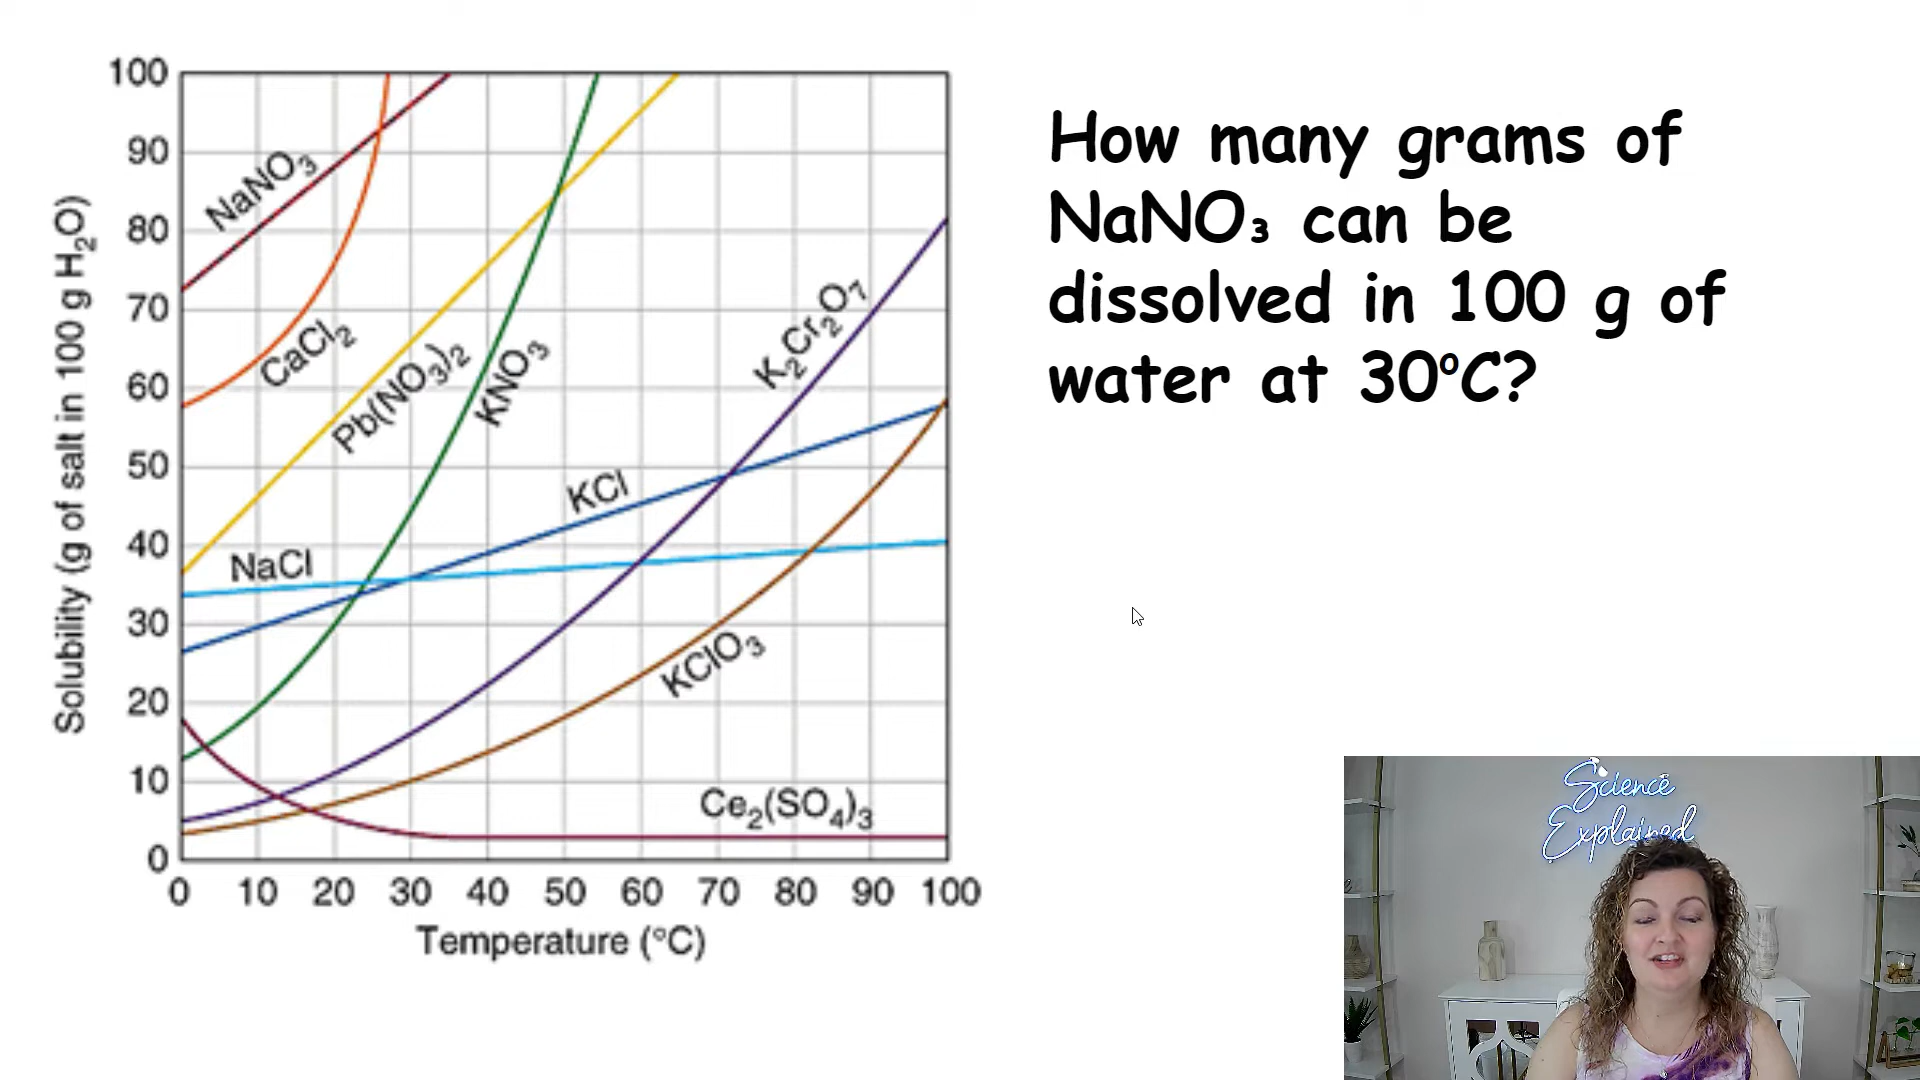 100
90
80
70
60
50
40
30
20
10
0
Solubility (g of salt in 100 g H₂O)
NaNO₃
CaCl₂
Pb(NO₃)₂
KNO₃
K₂Cr₂O₇
KCl
NaCl
KClO₃
Ce₂(SO₄)₃
0 10 20 30 40 50 60 70 80 90 100
Temperature (°C)
How many grams of
NaNO₃ can be
dissolved in 100 g of
water at 30°C?
Science
Explained